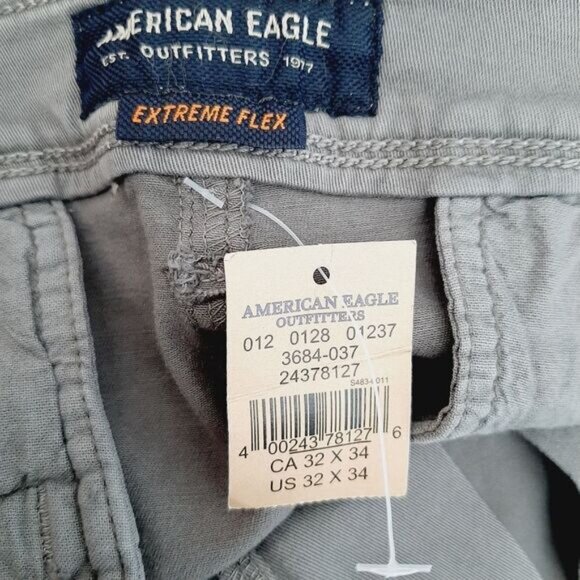 AMERICAN EAGLE
EST. OUTFITTERS 1977
EXTREME FLEX
AMERICAN EAGLE
OUTFITTERS
012 0128 01237
3684-037
24378127
S4834 011
4 00243 78127 6
CA 32 X 34
US 32 X 34